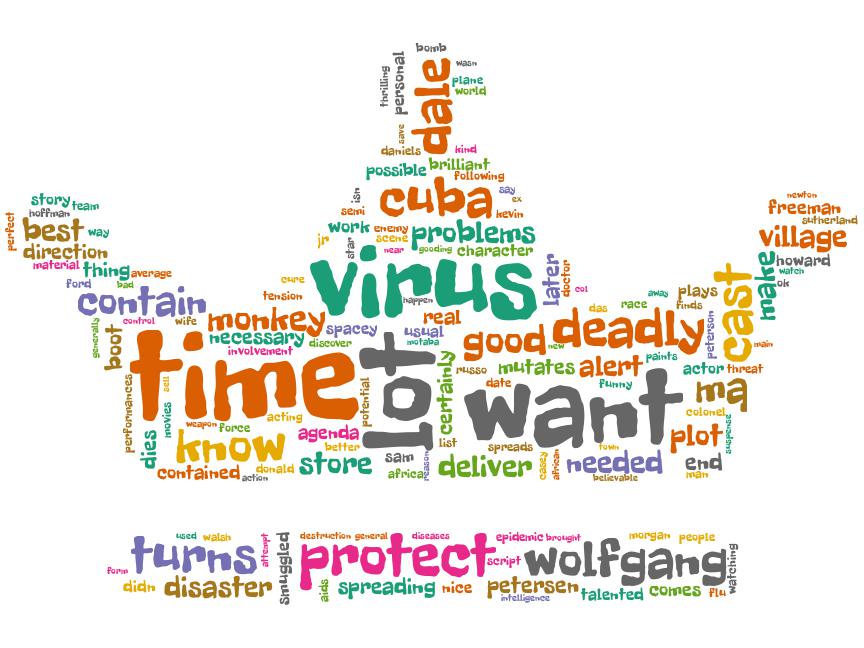 bomb
wasn
thrilling
personal
dale
plane
world
save
daniels
kind
possible
brilliant
following
cuba
say
ex
isn
semi
kevin
work
enemy
problems
jr
star
scene
near
gooding
character
story
team
hoffman
perfect
best
way
direction
material
thing
average
ford
bad
contain
newton
freeman
sutherland
village
howard
watch
ok
make
cast
virus
happen
later
doctor
col
cure
tension
control
wife
monkey
spacey
real
usual
motaba
necessary
discover
involvement
generally
boot
das
race
away
plays
finds
good
deadly
peterson
main
new
time
lot
potential
certainly
russo
mutates
alert
paints
actor
threat
date
funny
want
ma
colonel
performances
sell
movies
dies
weapon
force
acting
know
agenda
better
list
spreads
town
plot
suspense
contained
action
donald
store
sam
africa
reason
deliver
casey
african
needed
believable
end
man
used
walsh
turns
form
attempt
smuggled
destruction
general
diseases
protect
epidemic
brought
script
wolfgang
morgan
people
watching
didn
disaster
aids
spreading
nice
petersen
intelligence
talented
comes
flu